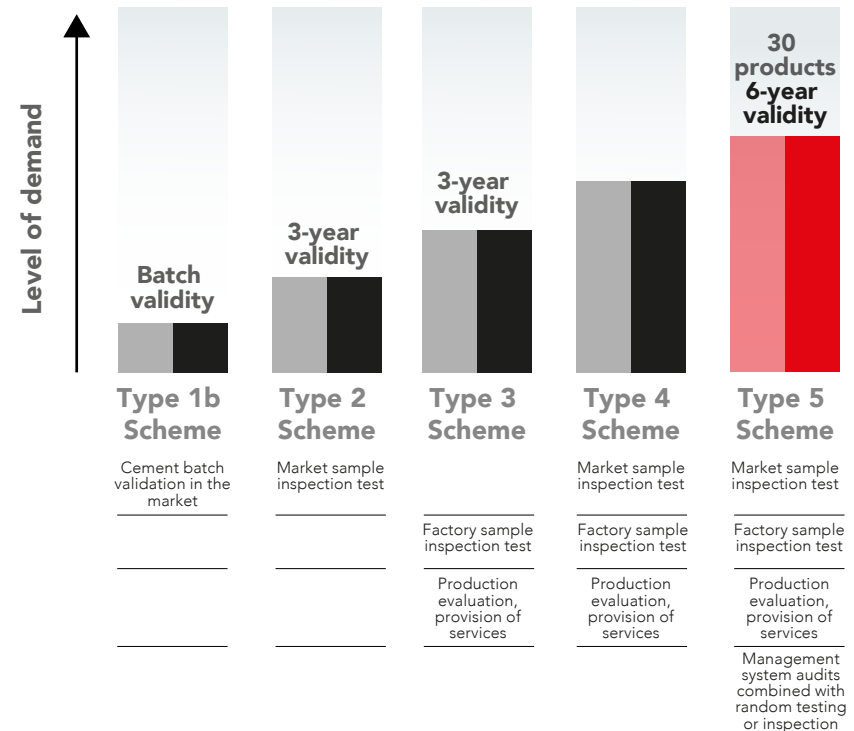 Level of demand
Batch
validity
3-year
validity
3-year
validity
30
products
6-year
validity
Type 1b
Scheme
Type 2
Scheme
Type 3
Scheme
Type 4
Scheme
Type 5
Scheme
Cement batch
validation in the
market
Market sample
inspection test
Market sample
inspection test
Market sample
inspection test
Factory sample
inspection test
Factory sample
inspection test
Factory sample
inspection test
Production
evaluation,
provision of
services
Production
evaluation,
provision of
services
Production
evaluation,
provision of
services
Management
system audits
combined with
random testing
or inspection